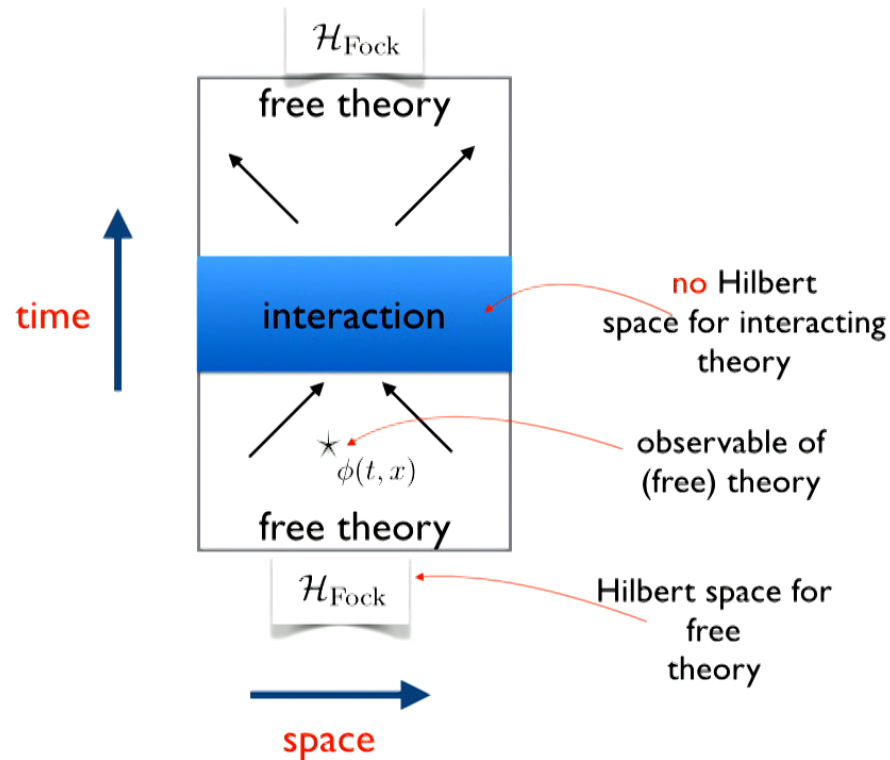 ℋ_Fock
free theory
time
interaction
no Hilbert
space for interacting
theory
ϕ(t, x)
observable of
(free) theory
free theory
ℋ_Fock
Hilbert space for
free
theory
space